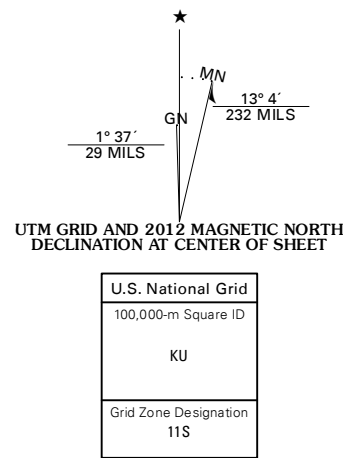 ★
MN
GN
13° 4´
232 MILS
1° 37´
29 MILS
UTM GRID AND 2012 MAGNETIC NORTH
DECLINATION AT CENTER OF SHEET
U.S. National Grid
100,000-m Square ID
KU
Grid Zone Designation
11S